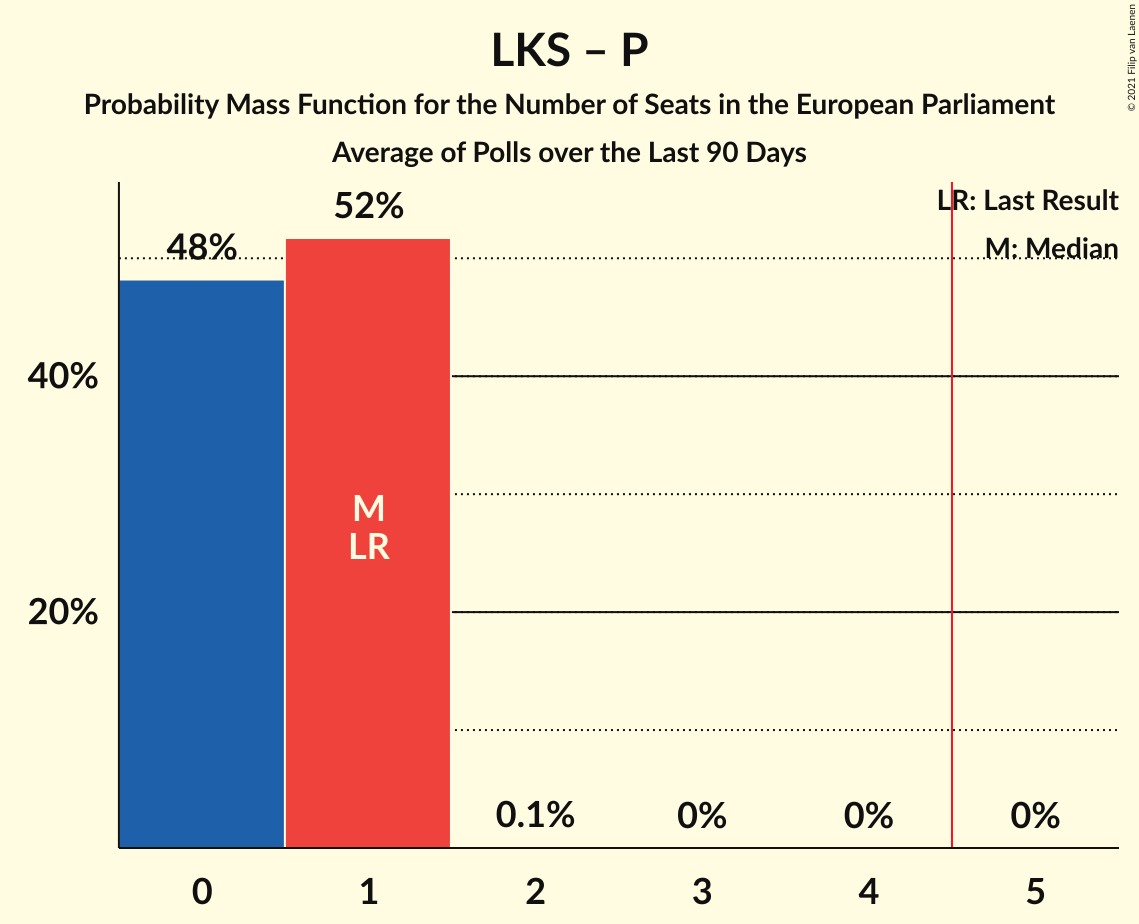 LKS – P
Probability Mass Function for the Number of Seats in the European Parliament
Average of Polls over the Last 90 Days
© 2021 Filip van Laenen
LR: Last Result
M: Median
52%
48%
40%
20%
M
LR
0.1%
0%
0%
0%
0
1
2
3
4
5